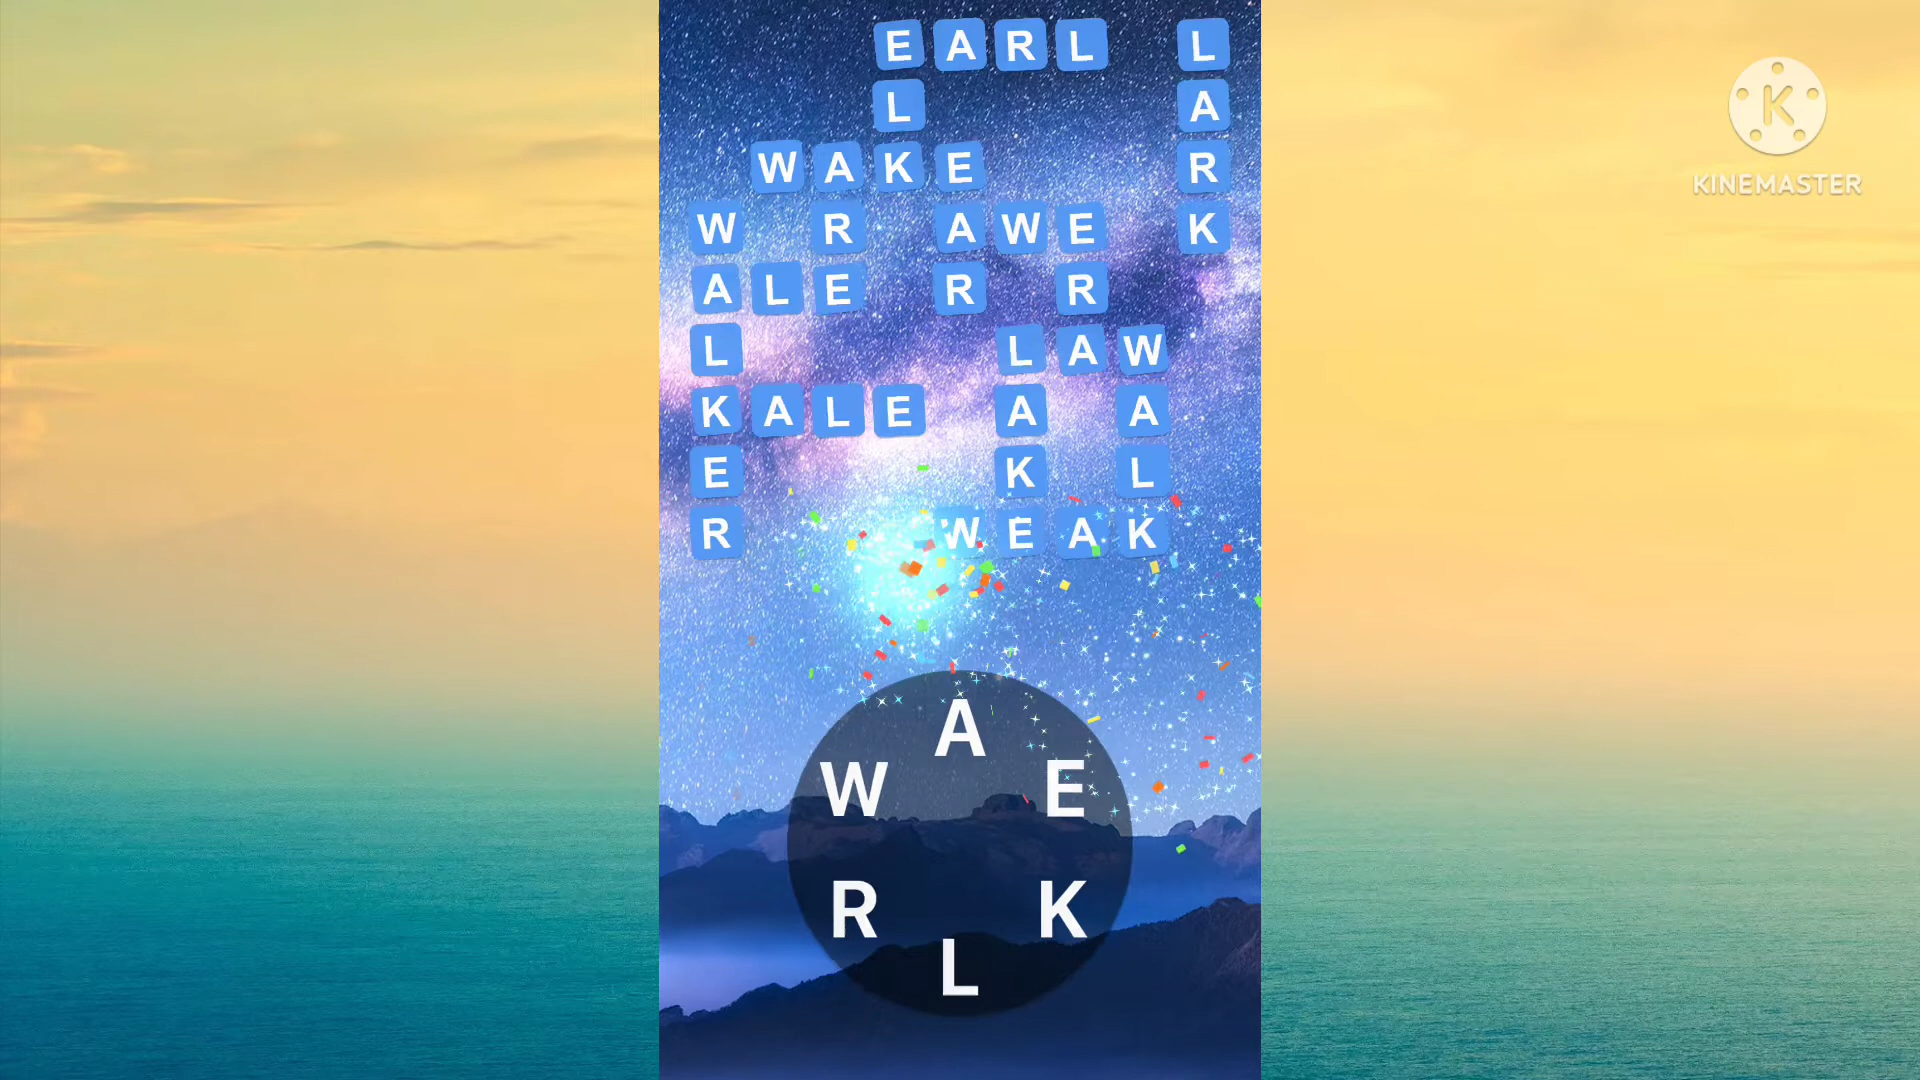 EARL L
L A
WAKE R
W R AWE K
ALE R R
L LAW
KALE A A
E K L
R WEAK
A
W E
R K
L
K
KINEMASTER